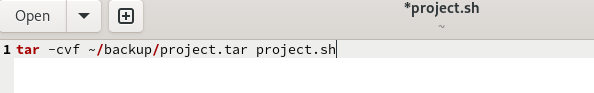 Open
*project.sh
~
1 tar -cvf ~/backup/project.tar project.sh